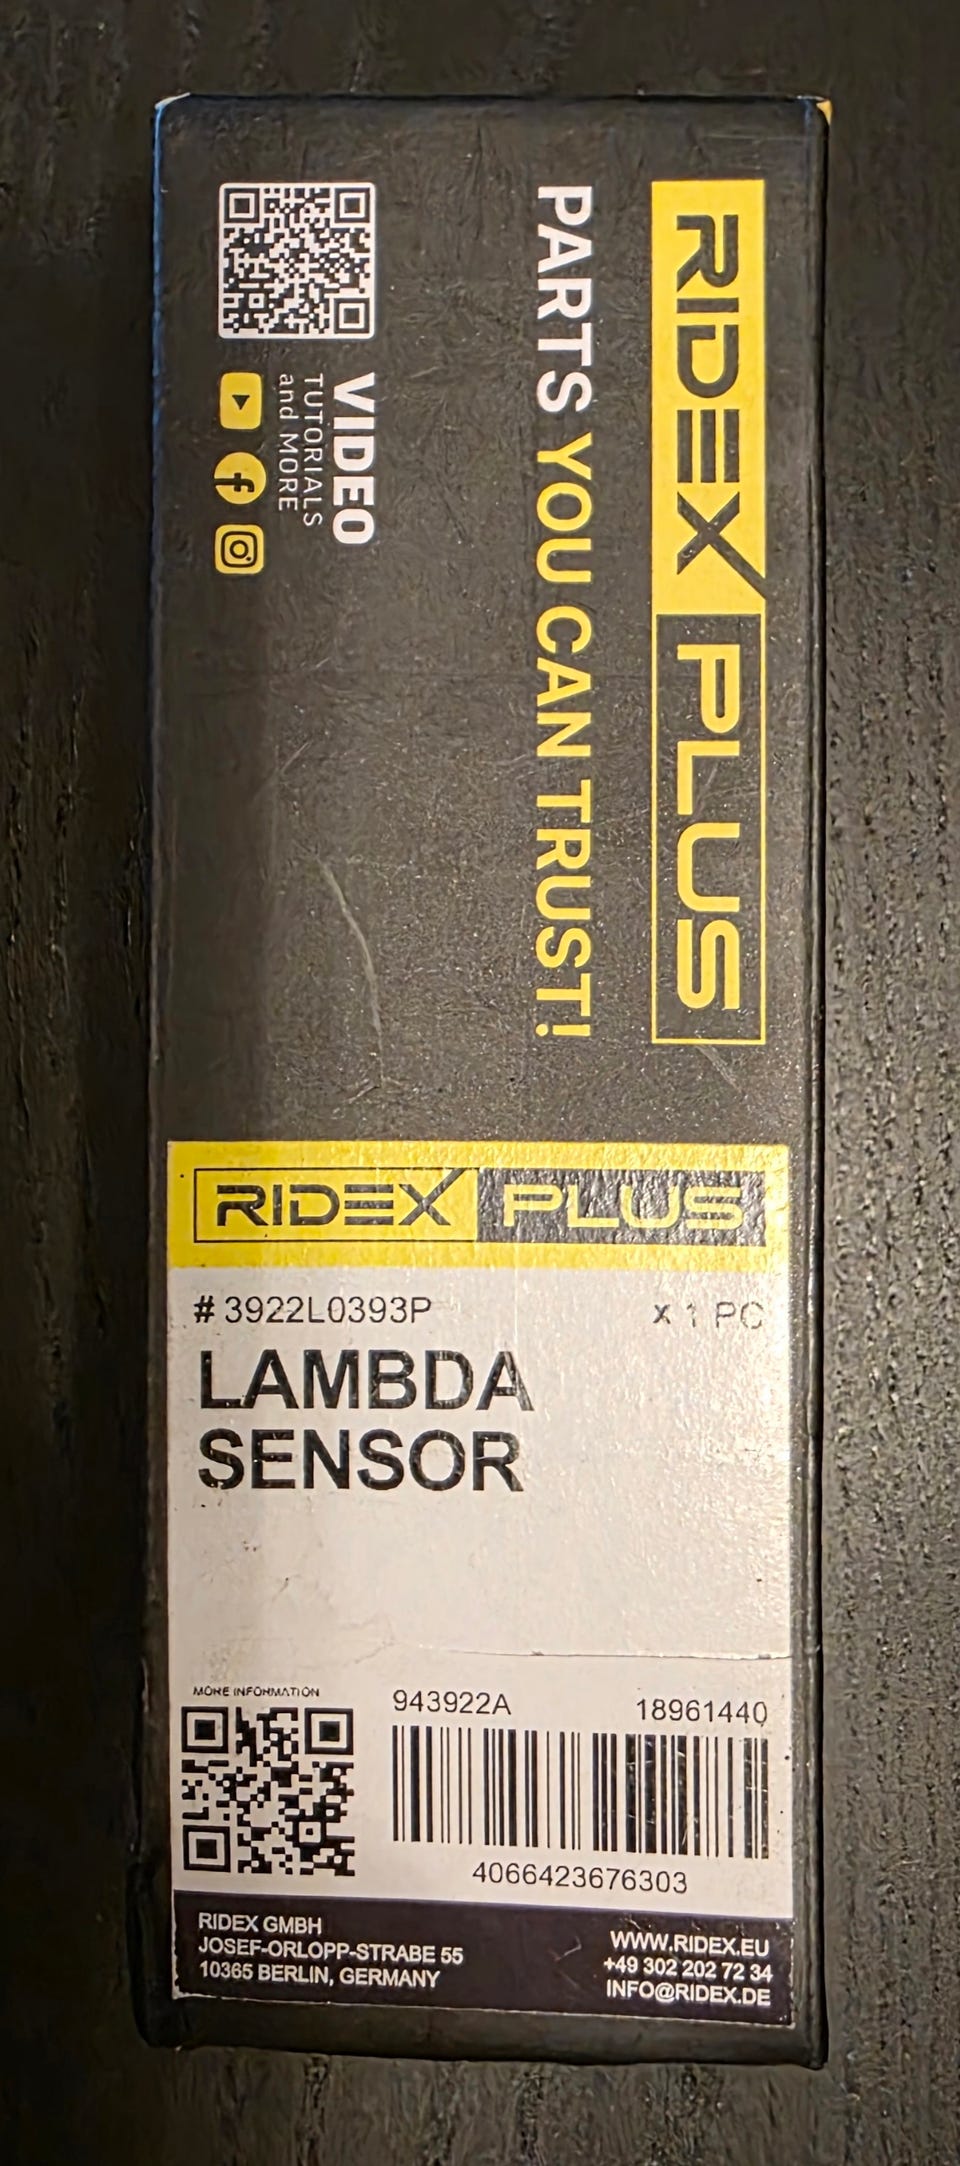 RIDEX PLUS
PARTS YOU CAN TRUST!
VIDEO
TUTORIALS
and MORE
RIDEX PLUS
# 3922L0393P x 1 PC
LAMBDA
SENSOR
MORE INFORMATION
943922A 18961440
4066423676303
RIDEX GMBH
JOSEF-ORLOPP-STRABE 55
10365 BERLIN, GERMANY
WWW.RIDEX.EU
+49 302 202 72 34
INFO@RIDEX.DE